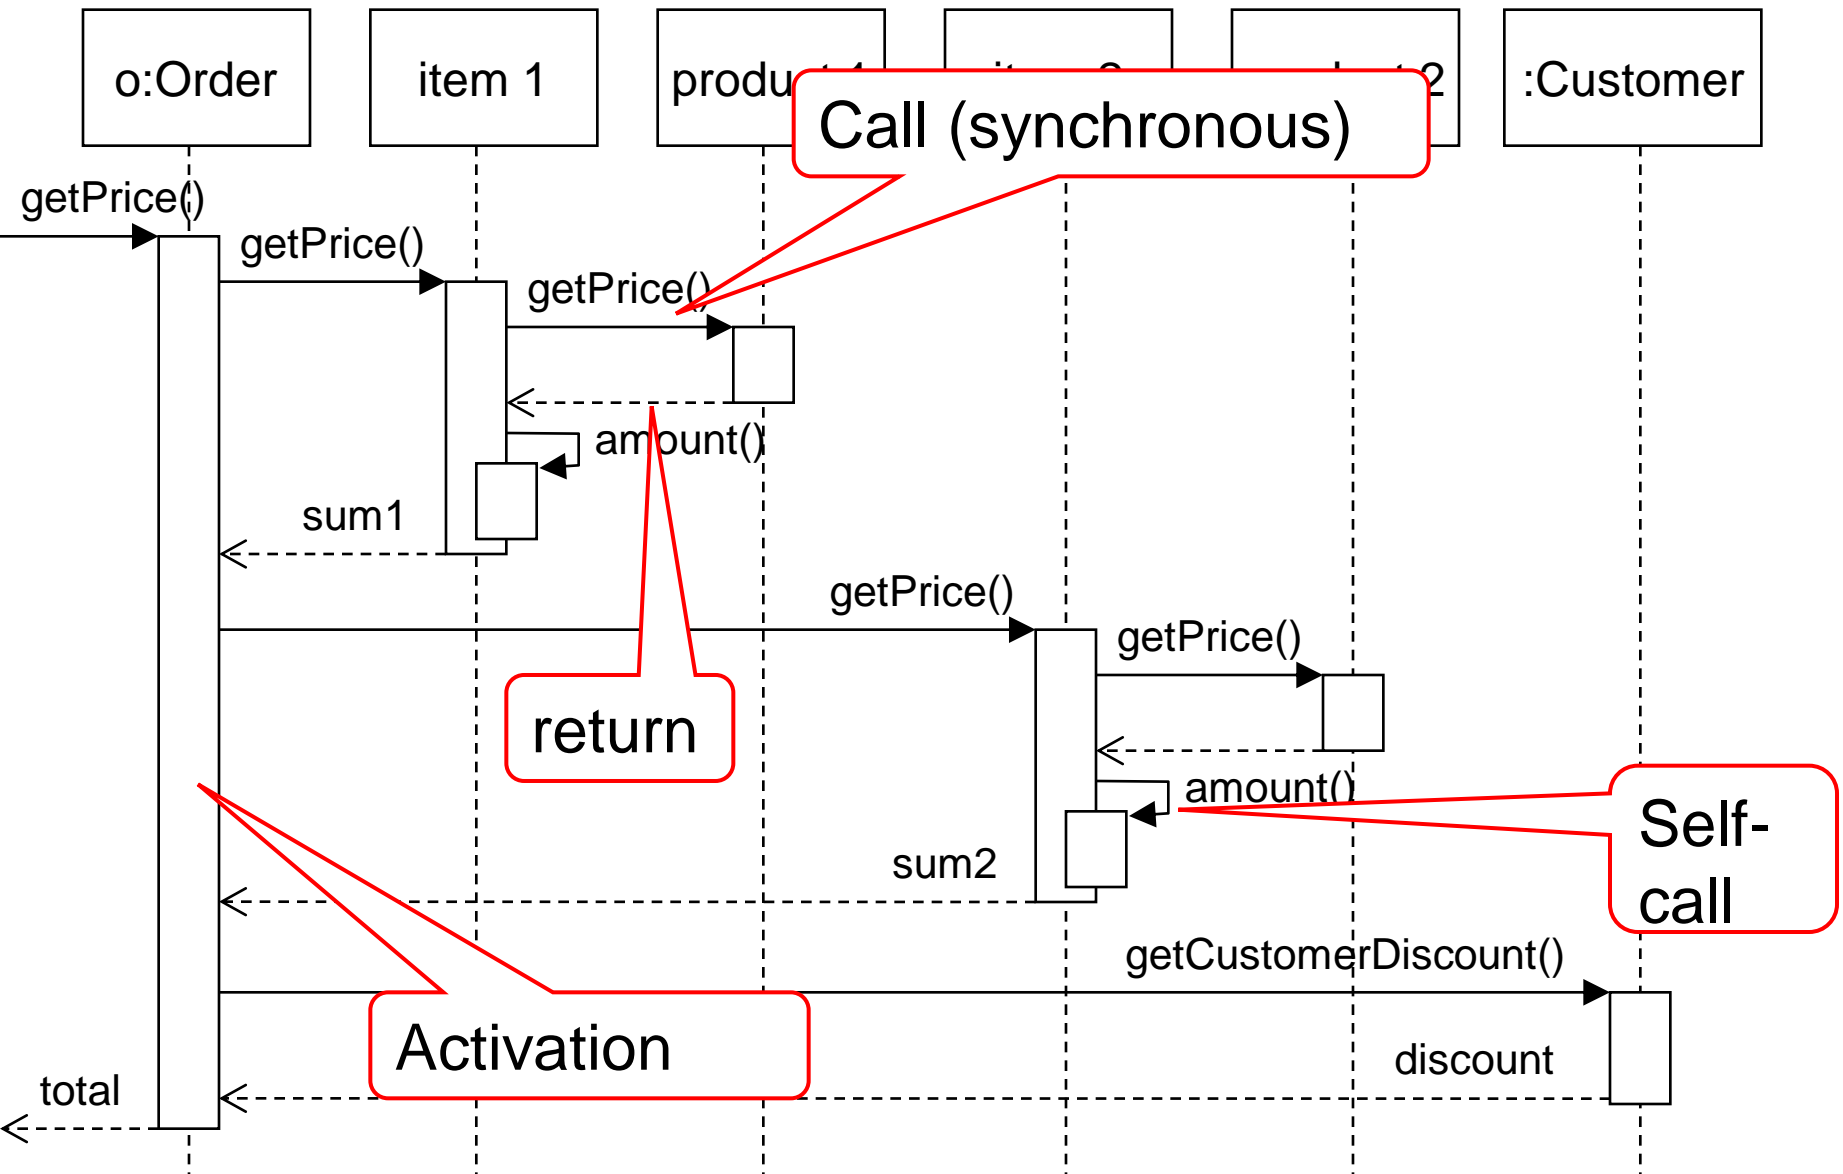 o:Order
item 1
:Customer
Call (synchronous)
getPrice()
getPrice()
getPrice()
amount()
sum1
getPrice()
getPrice()
return
amount()
Self-
call
sum2
getCustomerDiscount()
Activation
discount
total